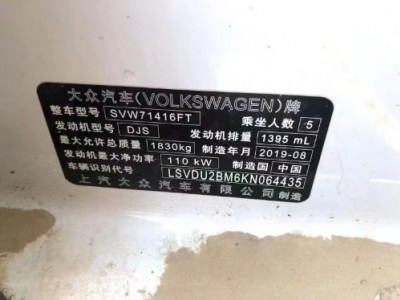 大众汽车(VOLKSWAGEN)牌
整车型号 SVW71416FT 乘坐人数 5
发动机型号 DJS 发动机排量 1395 mL
最大允许总质量 1830kg 制造年月 2019-08
发动机最大净功率 110 kW 制造国 中国
车辆识别代号 LSVDU2BM6KN064435
上汽大众汽车有限公司 制造